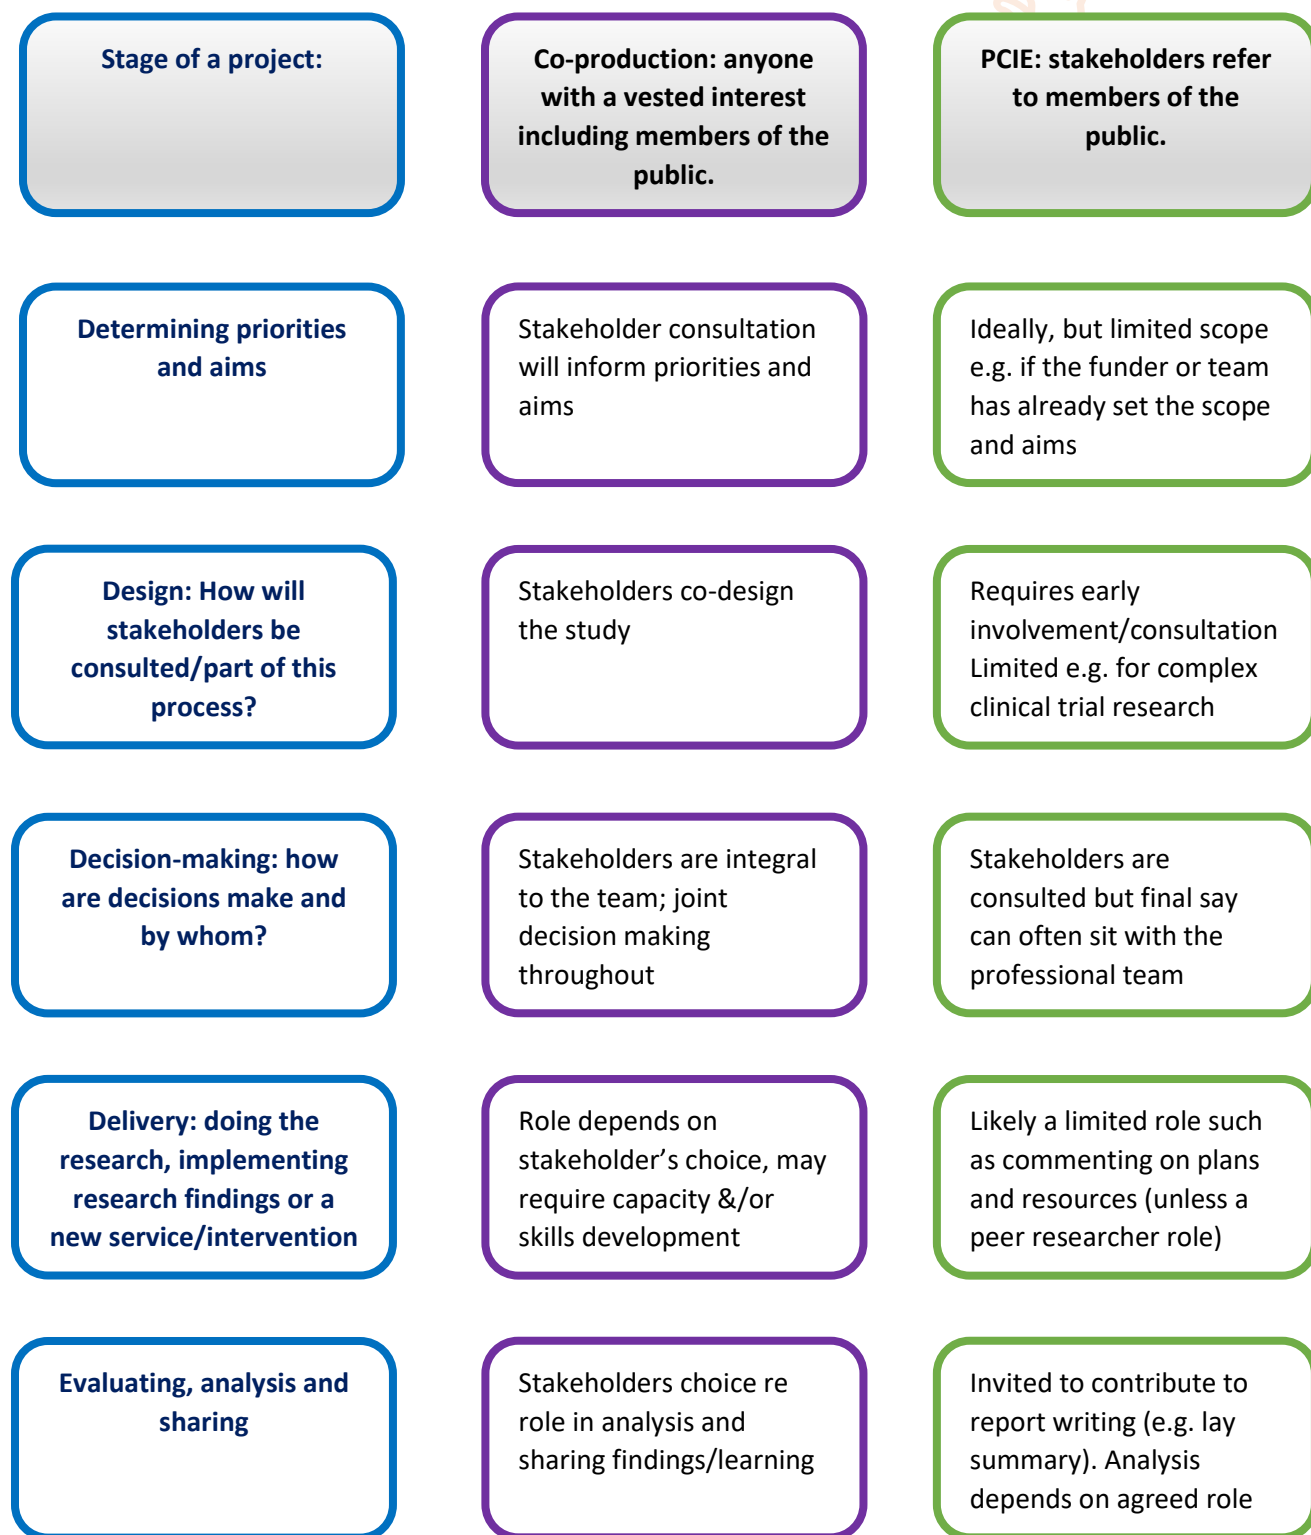 Stage of a project:
Co-production: anyone
with a vested interest
including members of the
public.
PCIE: stakeholders refer
to members of the
public.
Determining priorities
and aims
Stakeholder consultation
will inform priorities and
aims
Ideally, but limited scope
e.g. if the funder or team
has already set the scope
and aims
Design: How will
stakeholders be
consulted/part of this
process?
Stakeholders co-design
the study
Requires early
involvement/consultation
Limited e.g. for complex
clinical trial research
Decision-making: how
are decisions make and
by whom?
Stakeholders are integral
to the team; joint
decision making
throughout
Stakeholders are
consulted but final say
can often sit with the
professional team
Delivery: doing the
research, implementing
research findings or a
new service/intervention
Role depends on
stakeholder’s choice, may
require capacity &/or
skills development
Likely a limited role such
as commenting on plans
and resources (unless a
peer researcher role)
Evaluating, analysis and
sharing
Stakeholders choice re
role in analysis and
sharing findings/learning
Invited to contribute to
report writing (e.g. lay
summary). Analysis
depends on agreed role